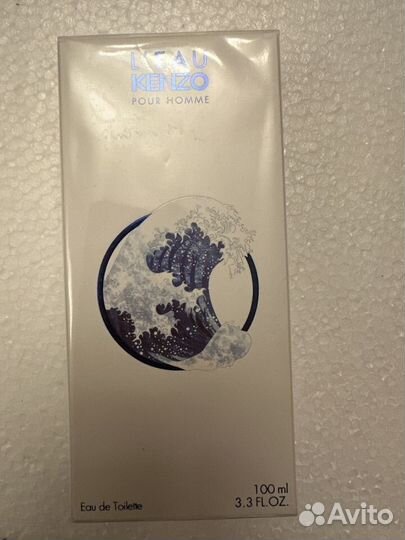 L'EAU
KENZO
POUR HOMME
Eau de Toilette
100 ml
3.3 FL.OZ.
Avito